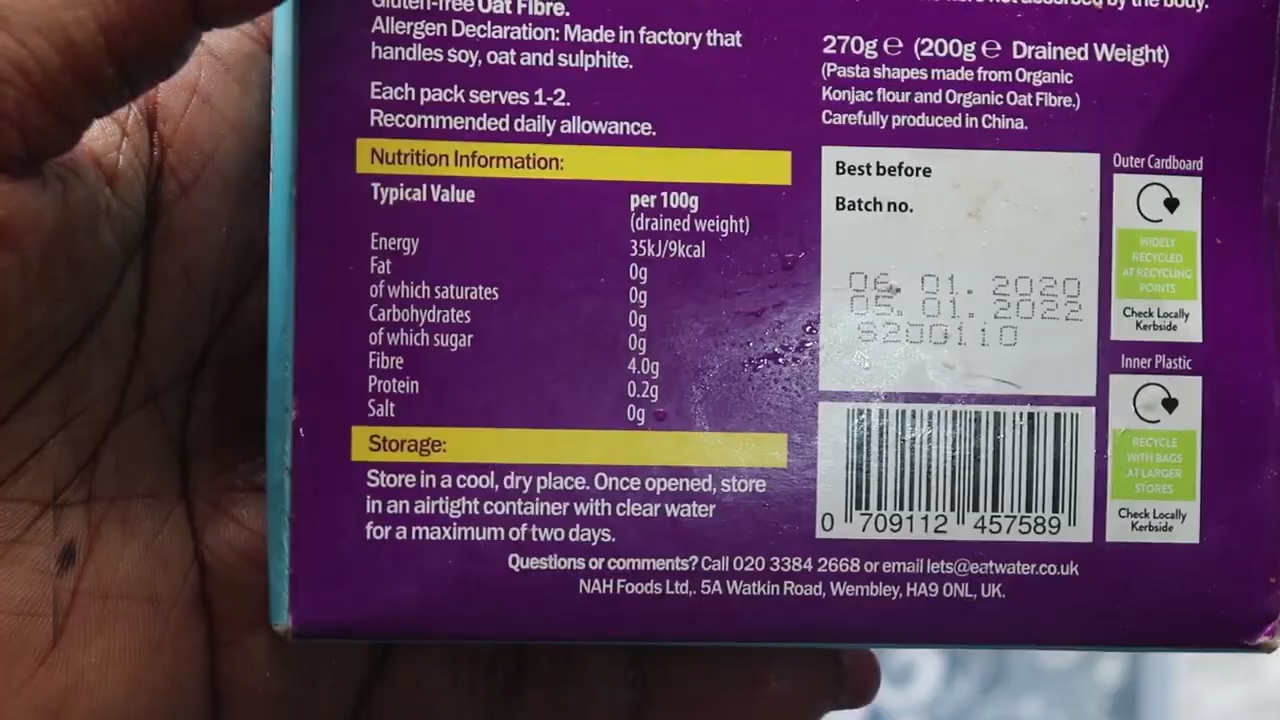 Gluten-free Oat Fibre.
Allergen Declaration: Made in factory that
handles soy, oat and sulphite.
Each pack serves 1-2.
Recommended daily allowance.
Nutrition Information:
Typical Value per 100g
(drained weight)
Energy 35kJ/9kcal
Fat 0g
of which saturates 0g
Carbohydrates 0g
of which sugar 0g
Fibre 4.0g
Protein 0.2g
Salt 0g
Storage:
Store in a cool, dry place. Once opened, store
in an airtight container with clear water
for a maximum of two days.
not absorbed by the body.
270g e (200g e Drained Weight)
(Pasta shapes made from Organic
Konjac flour and Organic Oat Fibre.)
Carefully produced in China.
Best before
Batch no.
06. 01. 2020
05. 01. 2022
S200110
0 709112 457589
Outer Cardboard
WIDELY
RECYCLED
AT RECYCLING
POINTS
Check Locally
Kerbside
Inner Plastic
RECYCLE
WITH BAGS
AT LARGER
STORES
Check Locally
Kerbside
Questions or comments? Call 020 3384 2668 or email lets@eatwater.co.uk
NAH Foods Ltd,. 5A Watkin Road, Wembley, HA9 0NL, UK.